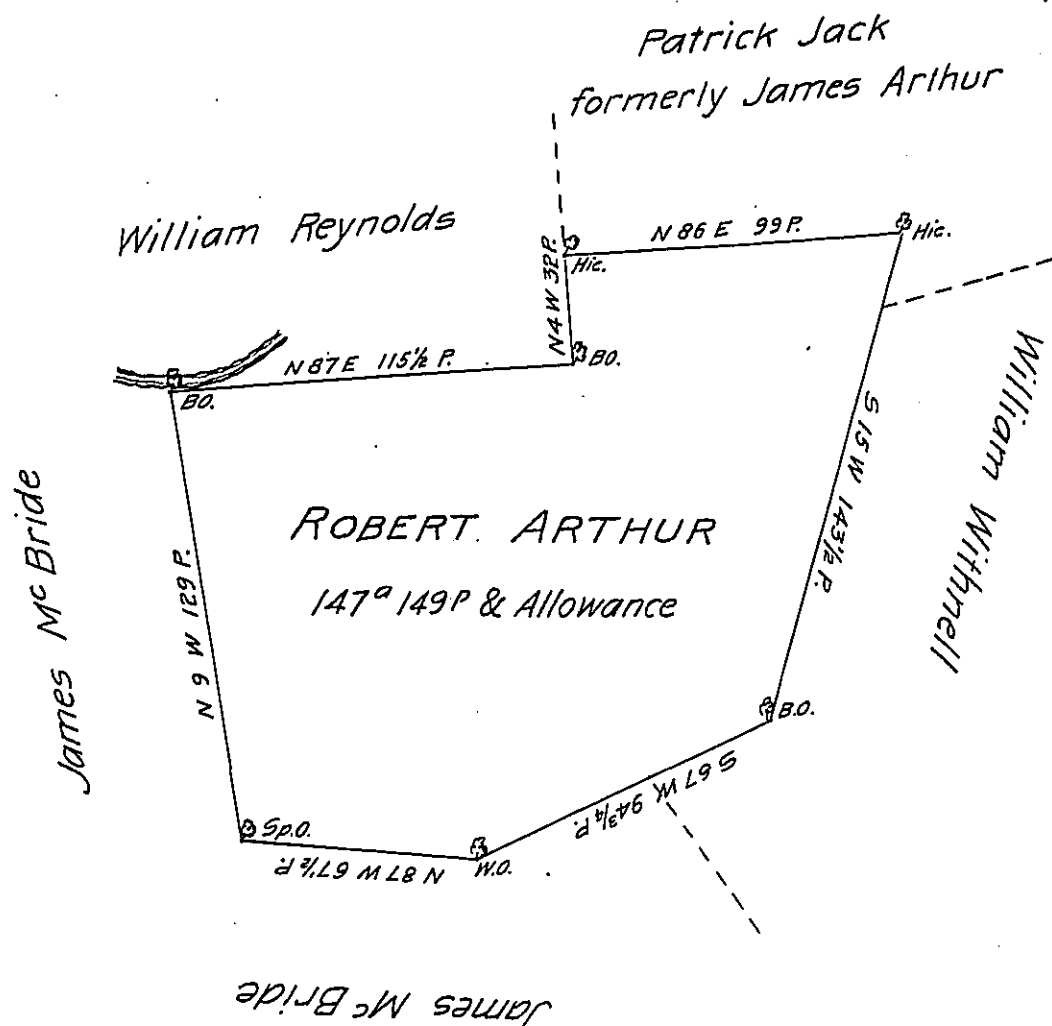 Patrick Jack
formerly James Arthur
William Reynolds
N 86 E 99 P.
Hic.
Hic.
N 4 W 32 P.
N 87 E 115½ P.
BO.
BO.
William Withnell
S 15 W 143½ P.
James McBride
ROBERT ARTHUR
147a 149P & Allowance
N 9 W 129 P.
B.O.
S 67 W 94¾ P.
Sp.O.
N 87 W 67½ P.
W.O.
James McBride